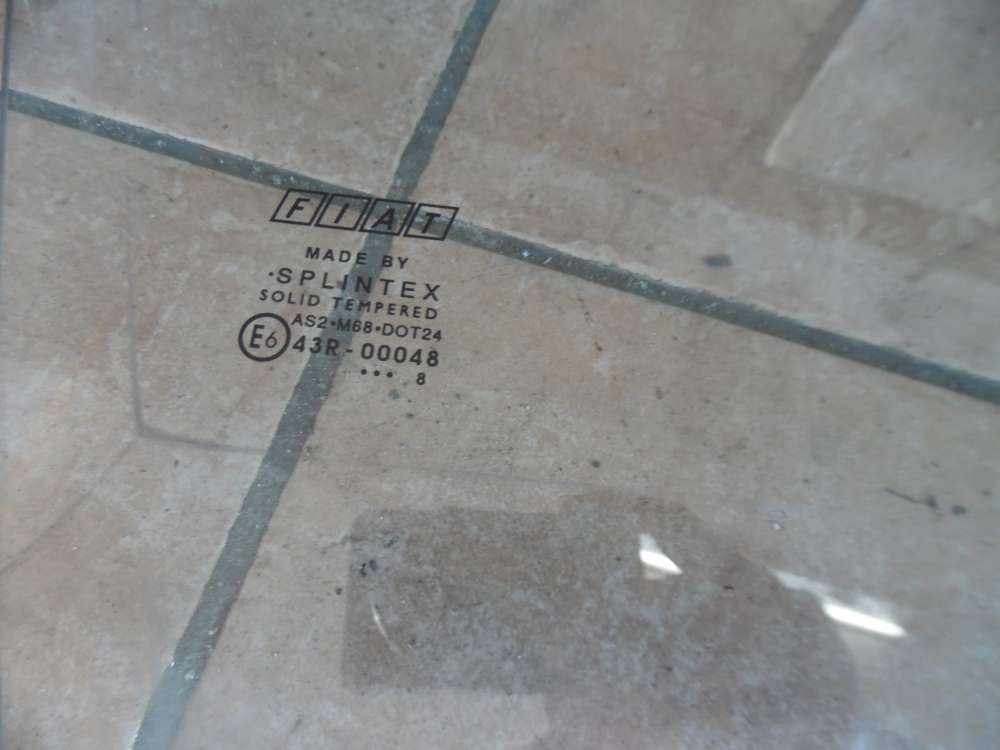 FIAT
MADE BY
·SPLINTEX
SOLID TEMPERED
AS2·M68·DOT24
E6 43R-00048
••• 8